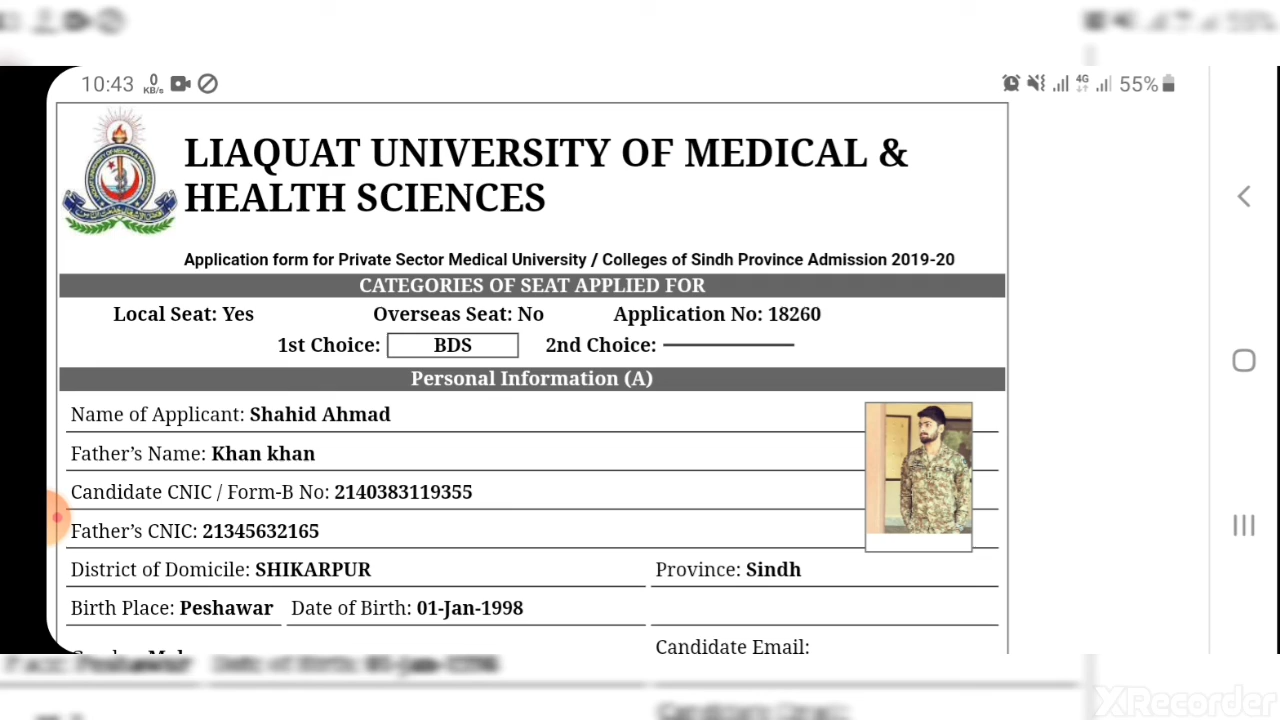 10:43 0 KB/s 4G 55%
LIAQUAT UNIVERSITY OF MEDICAL &
HEALTH SCIENCES
Application form for Private Sector Medical University / Colleges of Sindh Province Admission 2019-20
CATEGORIES OF SEAT APPLIED FOR
Local Seat: Yes Overseas Seat: No Application No: 18260
1st Choice: BDS 2nd Choice:
Personal Information (A)
Name of Applicant: Shahid Ahmad
Father's Name: Khan khan
Candidate CNIC / Form-B No: 2140383119355
Father's CNIC: 21345632165
District of Domicile: SHIKARPUR Province: Sindh
Birth Place: Peshawar Date of Birth: 01-Jan-1998
Candidate Email:
XRecorder